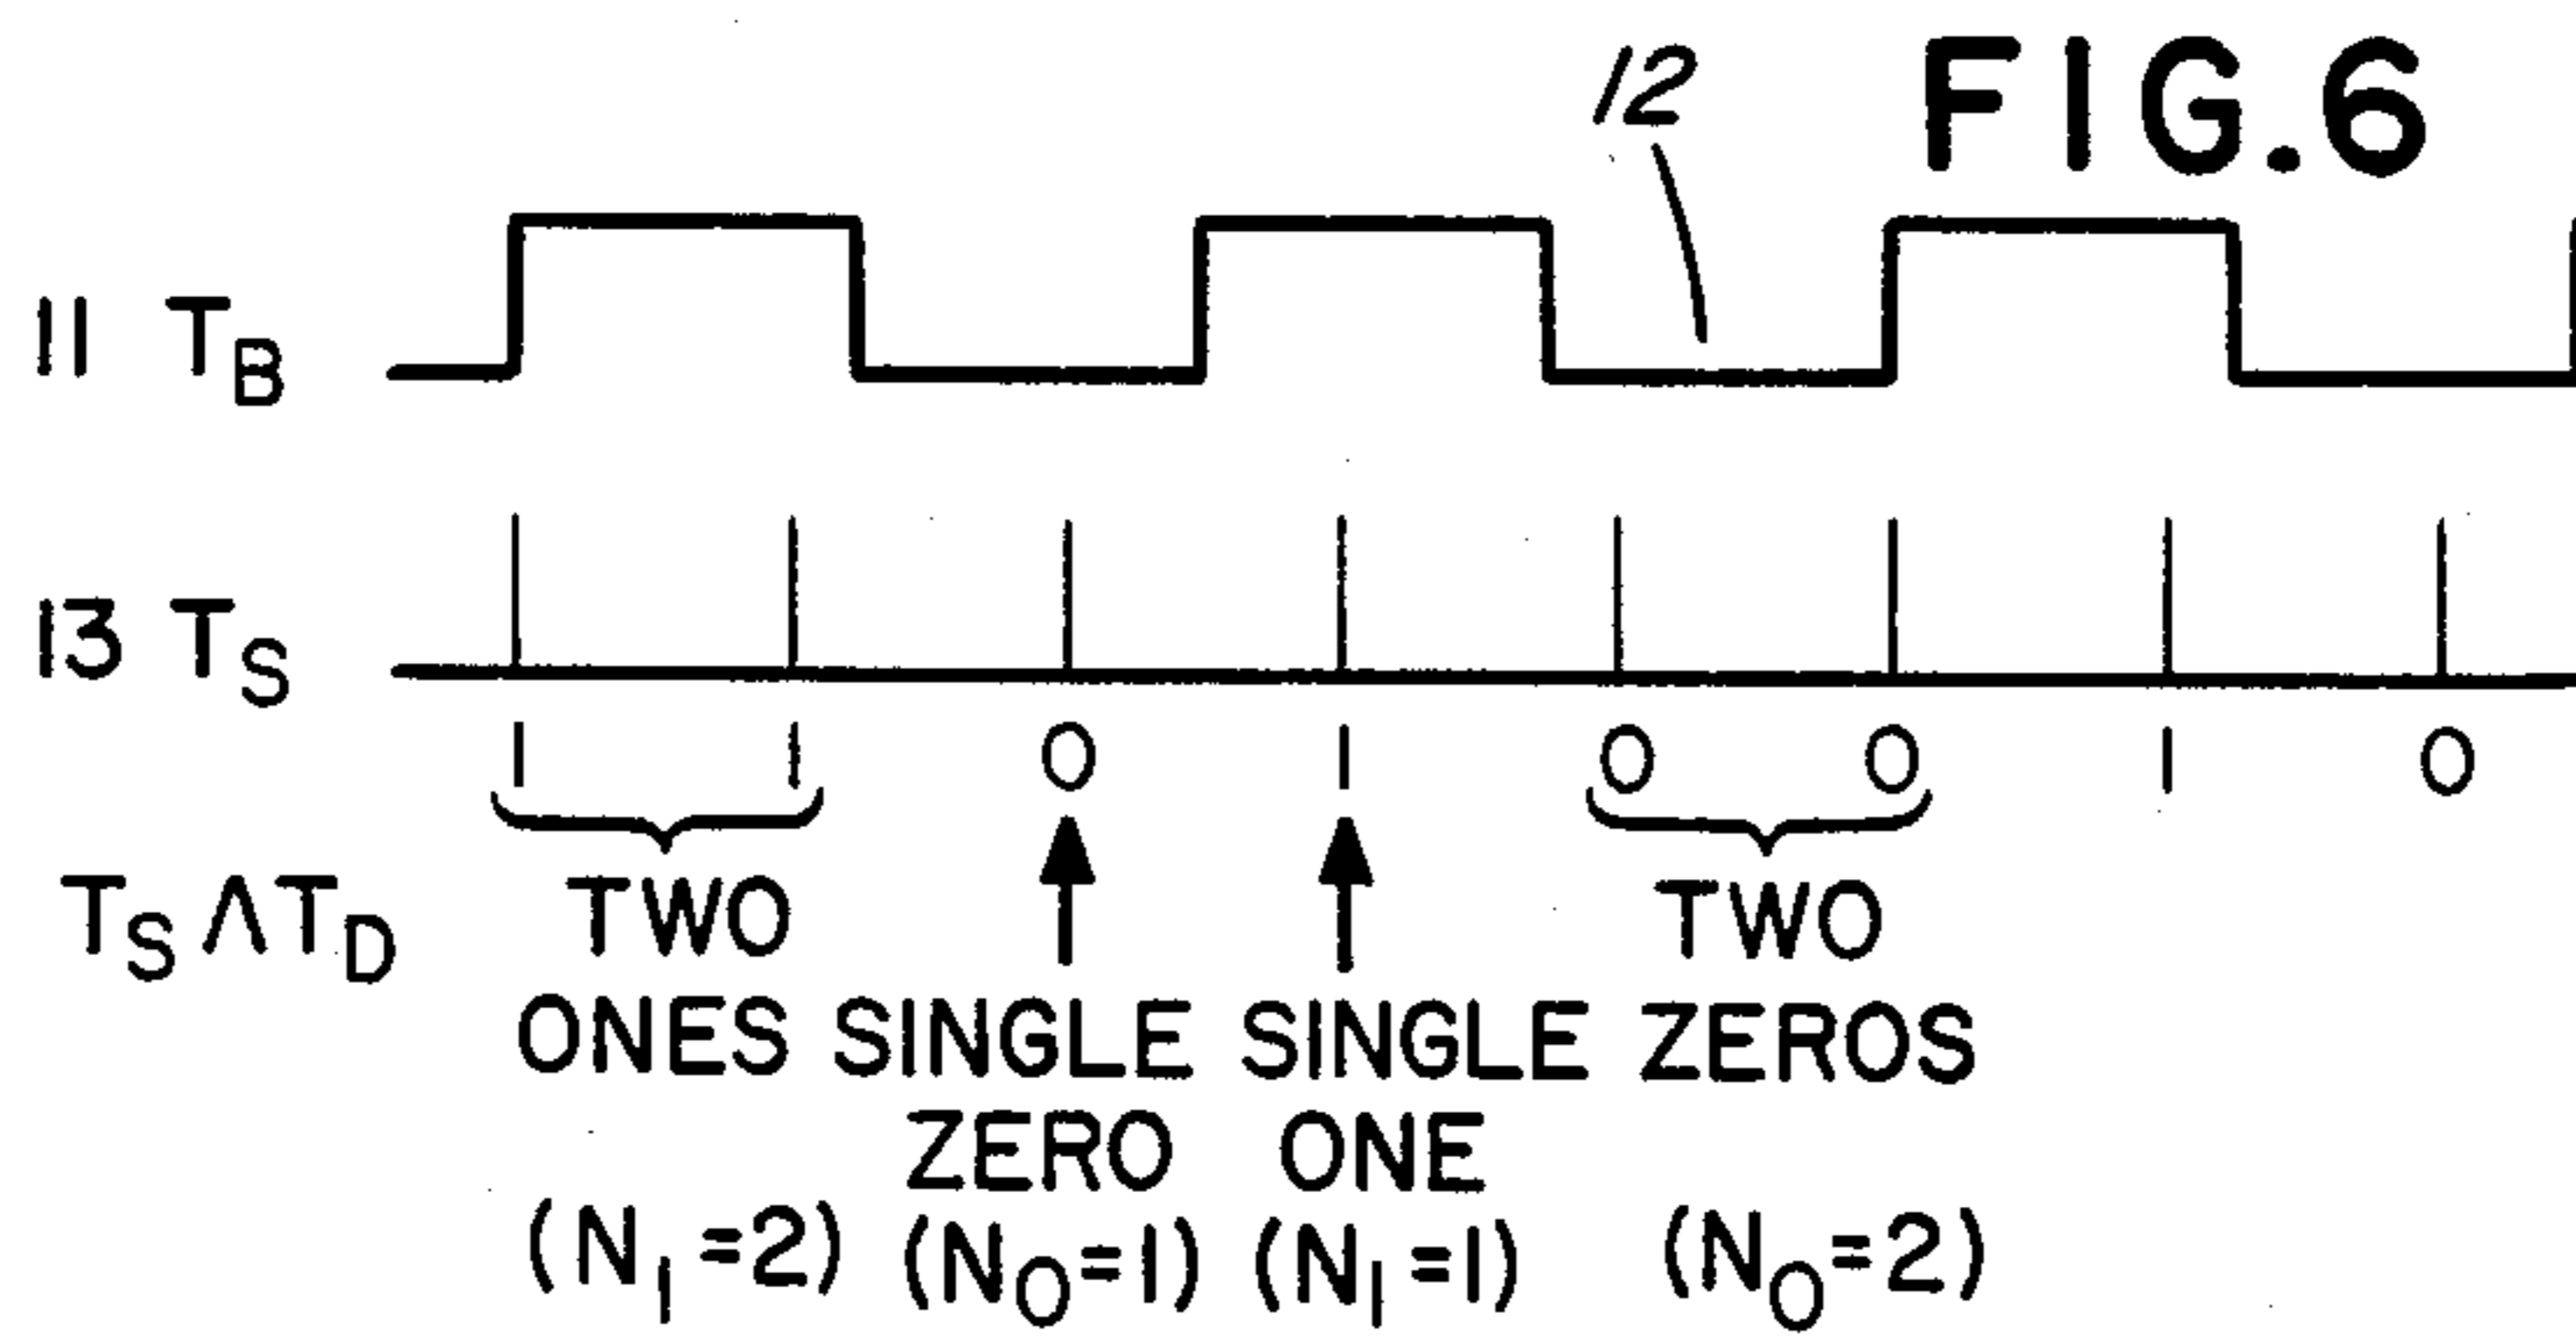 FIG.6
12
11 T_B
13 T_S
1 1 0 1 0 0 1 0
T_S Λ T_D
TWO ONES
SINGLE ZERO
SINGLE ONE
TWO ZEROS
(N_1=2) (N_0=1) (N_1=1) (N_0=2)